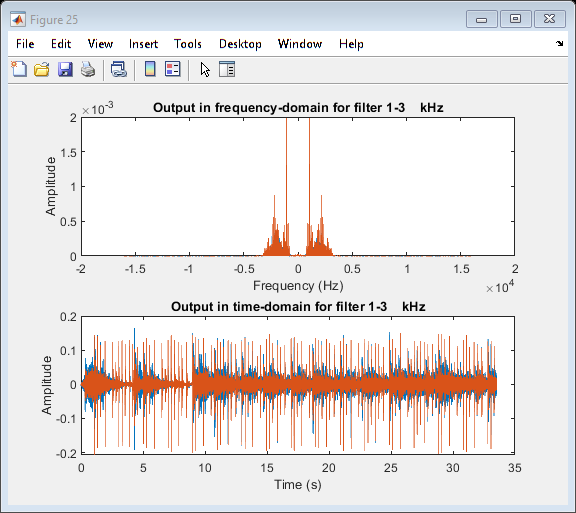 Figure 25
File Edit View Insert Tools Desktop Window Help
×10-3
Output in frequency-domain for filter 1-3 kHz
2
1.5
1
0.5
0
Amplitude
-2 -1.5 -1 -0.5 0 0.5 1 1.5 2
Frequency (Hz)
×104
Output in time-domain for filter 1-3 kHz
0.2
0.1
0
-0.1
-0.2
Amplitude
0 5 10 15 20 25 30 35
Time (s)